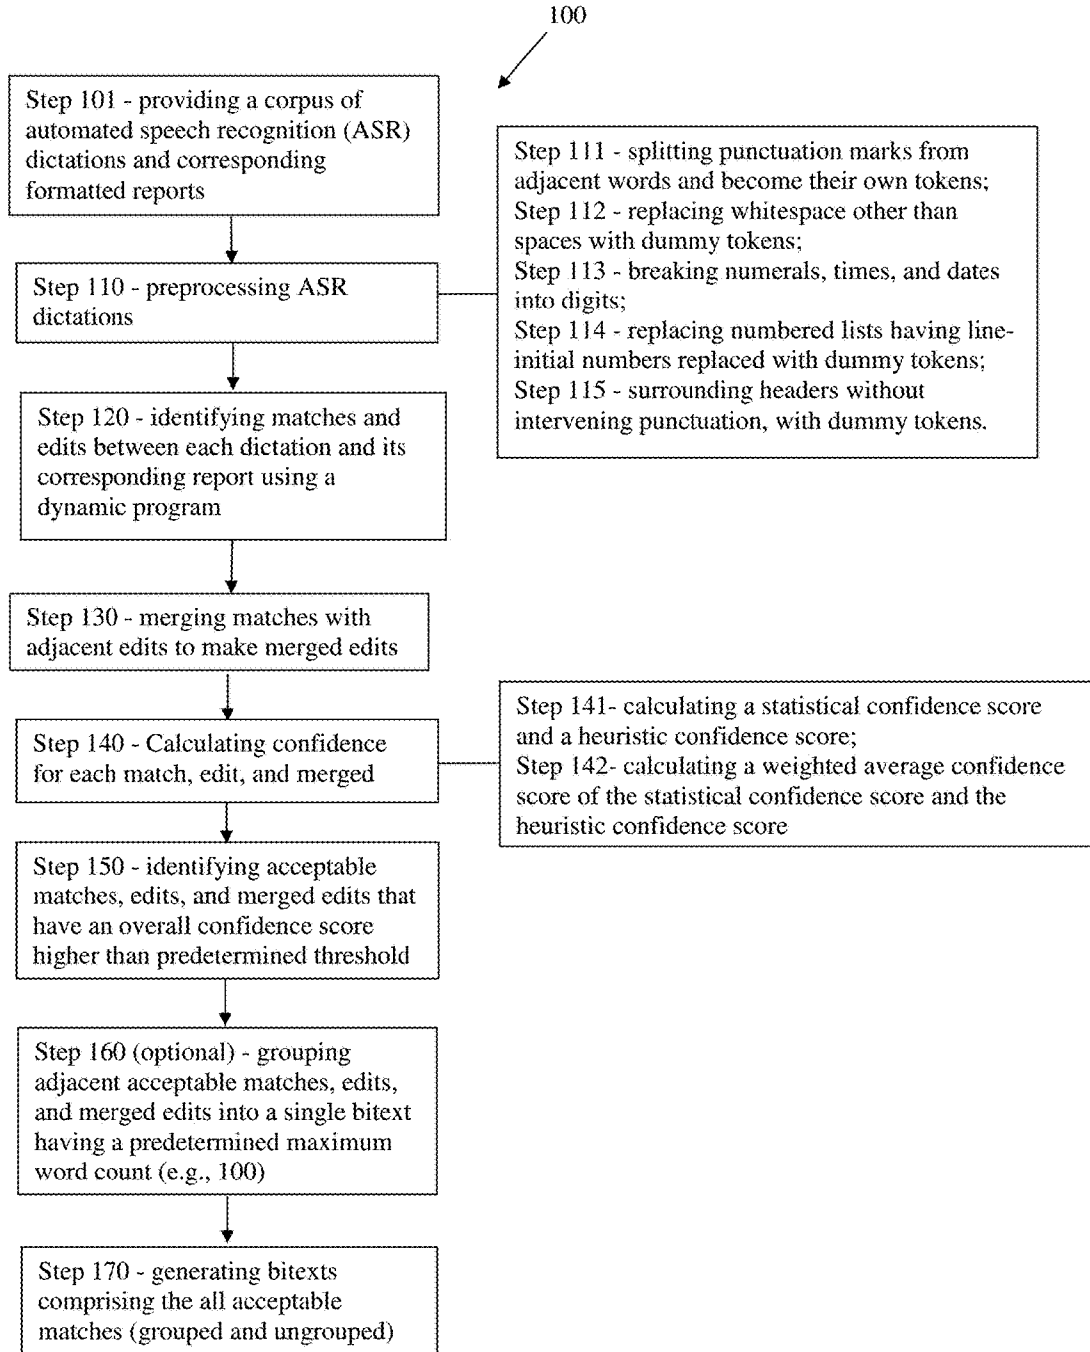 100
Step 101 - providing a corpus of
automated speech recognition (ASR)
dictations and corresponding
formatted reports
Step 110 - preprocessing ASR
dictations
Step 111 - splitting punctuation marks from
adjacent words and become their own tokens;
Step 112 - replacing whitespace other than
spaces with dummy tokens;
Step 113 - breaking numerals, times, and dates
into digits;
Step 114 - replacing numbered lists having line-
initial numbers replaced with dummy tokens;
Step 115 - surrounding headers without
intervening punctuation, with dummy tokens.
Step 120 - identifying matches and
edits between each dictation and its
corresponding report using a
dynamic program
Step 130 - merging matches with
adjacent edits to make merged edits
Step 140 - Calculating confidence
for each match, edit, and merged
Step 141- calculating a statistical confidence score
and a heuristic confidence score;
Step 142- calculating a weighted average confidence
score of the statistical confidence score and the
heuristic confidence score
Step 150 - identifying acceptable
matches, edits, and merged edits that
have an overall confidence score
higher than predetermined threshold
Step 160 (optional) - grouping
adjacent acceptable matches, edits,
and merged edits into a single bitext
having a predetermined maximum
word count (e.g., 100)
Step 170 - generating bitexts
comprising the all acceptable
matches (grouped and ungrouped)